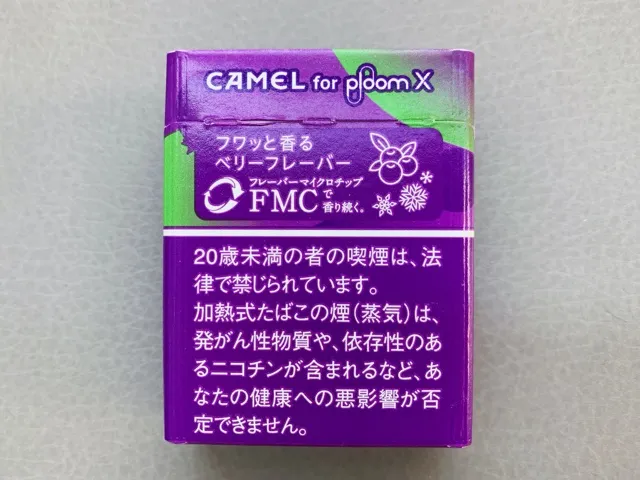 CAMEL for ploom X
フワッと香る
ベリーフレーバー
フレーバーマイクロチップ
FMCで
香り続く。
20歳未満の者の喫煙は、法
律で禁じられています。
加熱式たばこの煙（蒸気）は、
発がん性物質や、依存性のあ
るニコチンが含まれるなど、あ
なたの健康への悪影響が否
定できません。